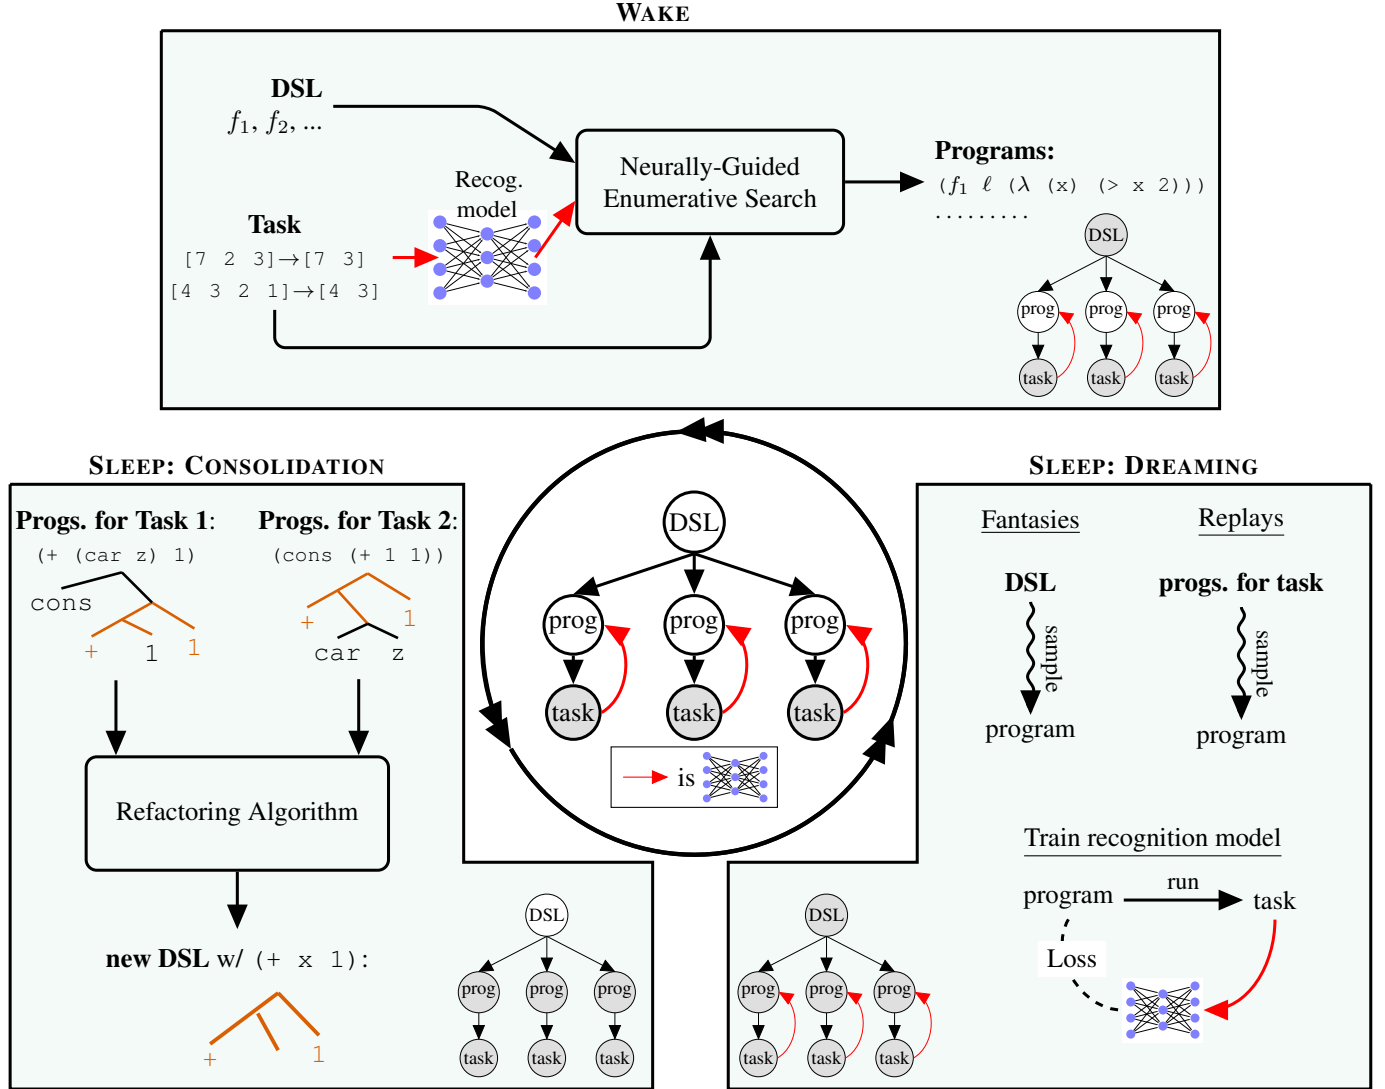 WAKE
DSL
f1, f2, ...
Recog.
model
Task
[7 2 3]→[7 3]
[4 3 2 1]→[4 3]
Neurally-Guided
Enumerative Search
Programs:
(f1 ℓ (λ (x) (> x 2)))
.........
DSL
prog prog prog
task task task
SLEEP: CONSOLIDATION
Progs. for Task 1:
(+ (car z) 1)
cons
+ 1 1
Progs. for Task 2:
(cons (+ 1 1))
+ 1
car z
Refactoring Algorithm
new DSL w/ (+ x 1):
+ 1
DSL
prog prog prog
task task task
DSL
prog prog prog
task task task
is
SLEEP: DREAMING
Fantasies
DSL
sample
program
Replays
progs. for task
sample
program
Train recognition model
program run task
Loss
DSL
prog prog prog
task task task